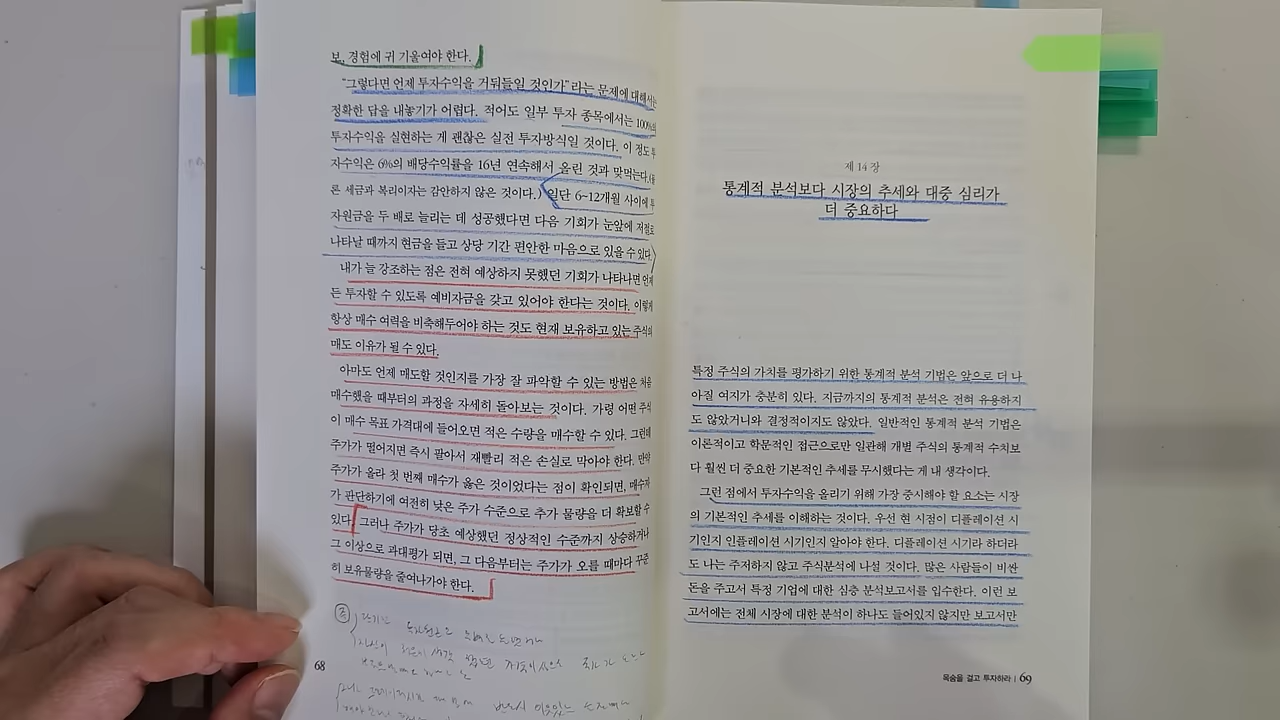 보, 경험에 귀 기울여야 한다.
"그렇다면 언제 투자수익을 거둬들일 것인가"라는 문제에 대해서는
정확한 답을 내놓기가 어렵다. 적어도 일부 투자 종목에서는 100%의
투자수익을 실현하는 게 괜찮은 실전 투자방식일 것이다. 이 정도 투
자수익은 6%의 배당수익률을 16년 연속해서 올린 것과 맞먹는다.(물
론 세금과 복리이자는 감안하지 않은 것이다.) 일단 6~12개월 사이에 투
자원금을 두 배로 늘리는 데 성공했다면 다음 기회가 눈앞에 저절로
나타날 때까지 현금을 들고 상당 기간 편안한 마음으로 있을 수 있다.
내가 늘 강조하는 점은 전혀 예상하지 못했던 기회가 나타나면 언제
든 투자할 수 있도록 예비자금을 갖고 있어야 한다는 것이다. 이렇게
항상 매수 여력을 비축해두어야 하는 것도 현재 보유하고 있는 주식의
매도 이유가 될 수 있다.
아마도 언제 매도할 것인지를 가장 잘 파악할 수 있는 방법은 처음
매수했을 때부터의 과정을 자세히 돌아보는 것이다. 가령 어떤 주식
이 매수 목표 가격대에 들어오면 적은 수량을 매수할 수 있다. 그런데
주가가 떨어지면 즉시 팔아서 재빨리 적은 손실로 막아야 한다. 만약
주가가 올라 첫 번째 매수가 옳은 것이었다는 점이 확인되면, 매수자
가 판단하기에 여전히 낮은 주가 수준으로 추가 물량을 더 확보할 수
있다. 그러나 주가가 당초 예상했던 정상적인 수준까지 상승하거나
그 이상으로 과대평가 되면, 그 다음부터는 주가가 오를 때마다 꾸준
히 보유물량을 줄여나가야 한다.
68
제 14 장
통계적 분석보다 시장의 추세와 대중 심리가
더 중요하다
특정 주식의 가치를 평가하기 위한 통계적 분석 기법은 앞으로 더 나
아질 여지가 충분히 있다. 지금까지의 통계적 분석은 전혀 유용하지
도 않았거니와 결정적이지도 않았다. 일반적인 통계적 분석 기법은
이론적이고 학문적인 접근으로만 일관해 개별 주식의 통계적 수치보
다 훨씬 더 중요한 기본적인 추세를 무시했다는 게 내 생각이다.
그런 점에서 투자수익을 올리기 위해 가장 중시해야 할 요소는 시장
의 기본적인 추세를 이해하는 것이다. 우선 현 시점이 디플레이션 시
기인지 인플레이션 시기인지 알아야 한다. 디플레이션 시기라 하더라
도 나는 주저하지 않고 주식분석에 나설 것이다. 많은 사람들이 비싼
돈을 주고서 특정 기업에 대한 심층 분석보고서를 입수한다. 이런 보
고서에는 전체 시장에 대한 분석이 하나도 들어있지 않지만 보고서만
목숨을 걸고 투자하라 | 69